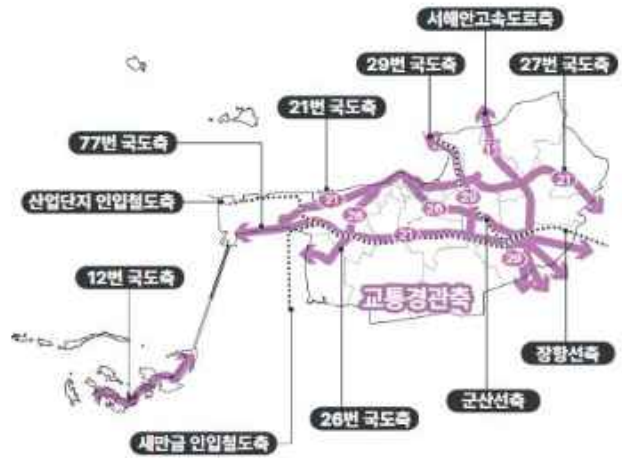 서해안고속도로축
29번 국도축
27번 국도축
21번 국도축
77번 국도축
산업단지 인입철도축
12번 국도축
21
26
26
29
21
21
29
교통경관축
장항선축
군산선축
26번 국도축
새만금 인입철도축